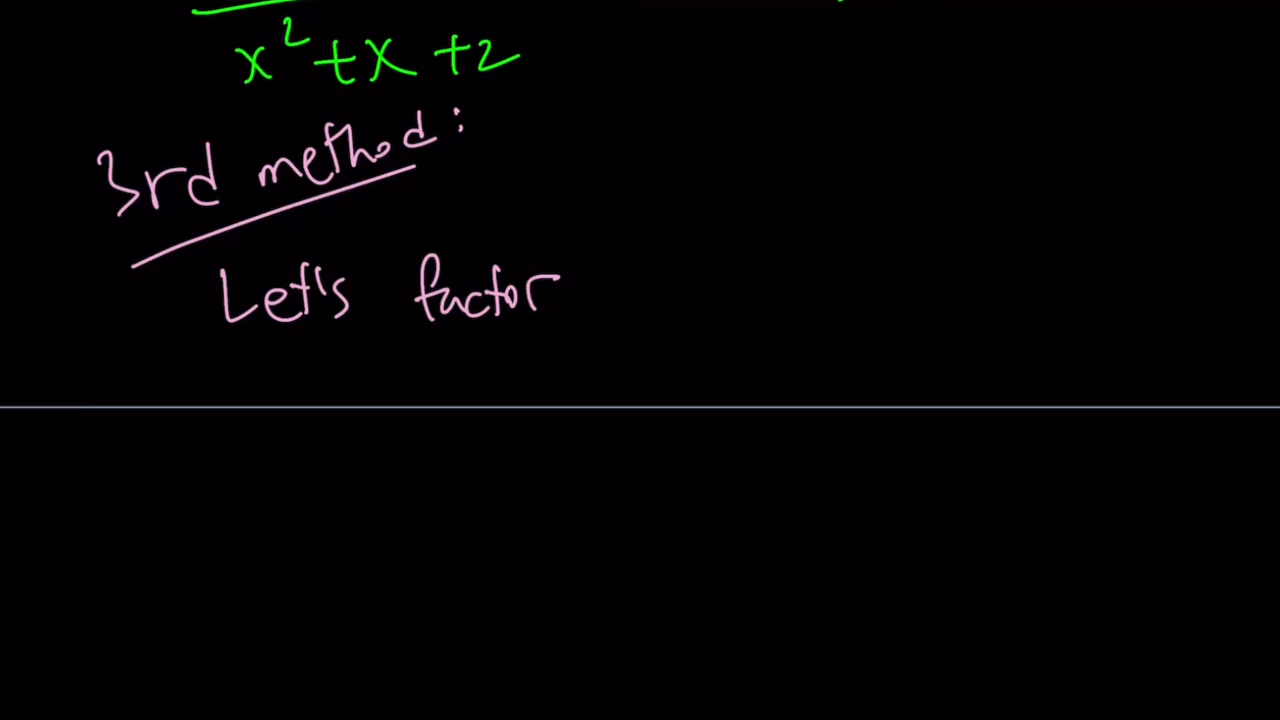 x² + x + 2
3rd method:
Let's factor